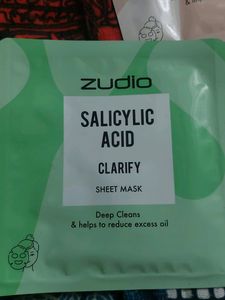 zudio
SALICYLIC
ACID
CLARIFY
SHEET MASK
Deep Cleans
& helps to reduce excess oil